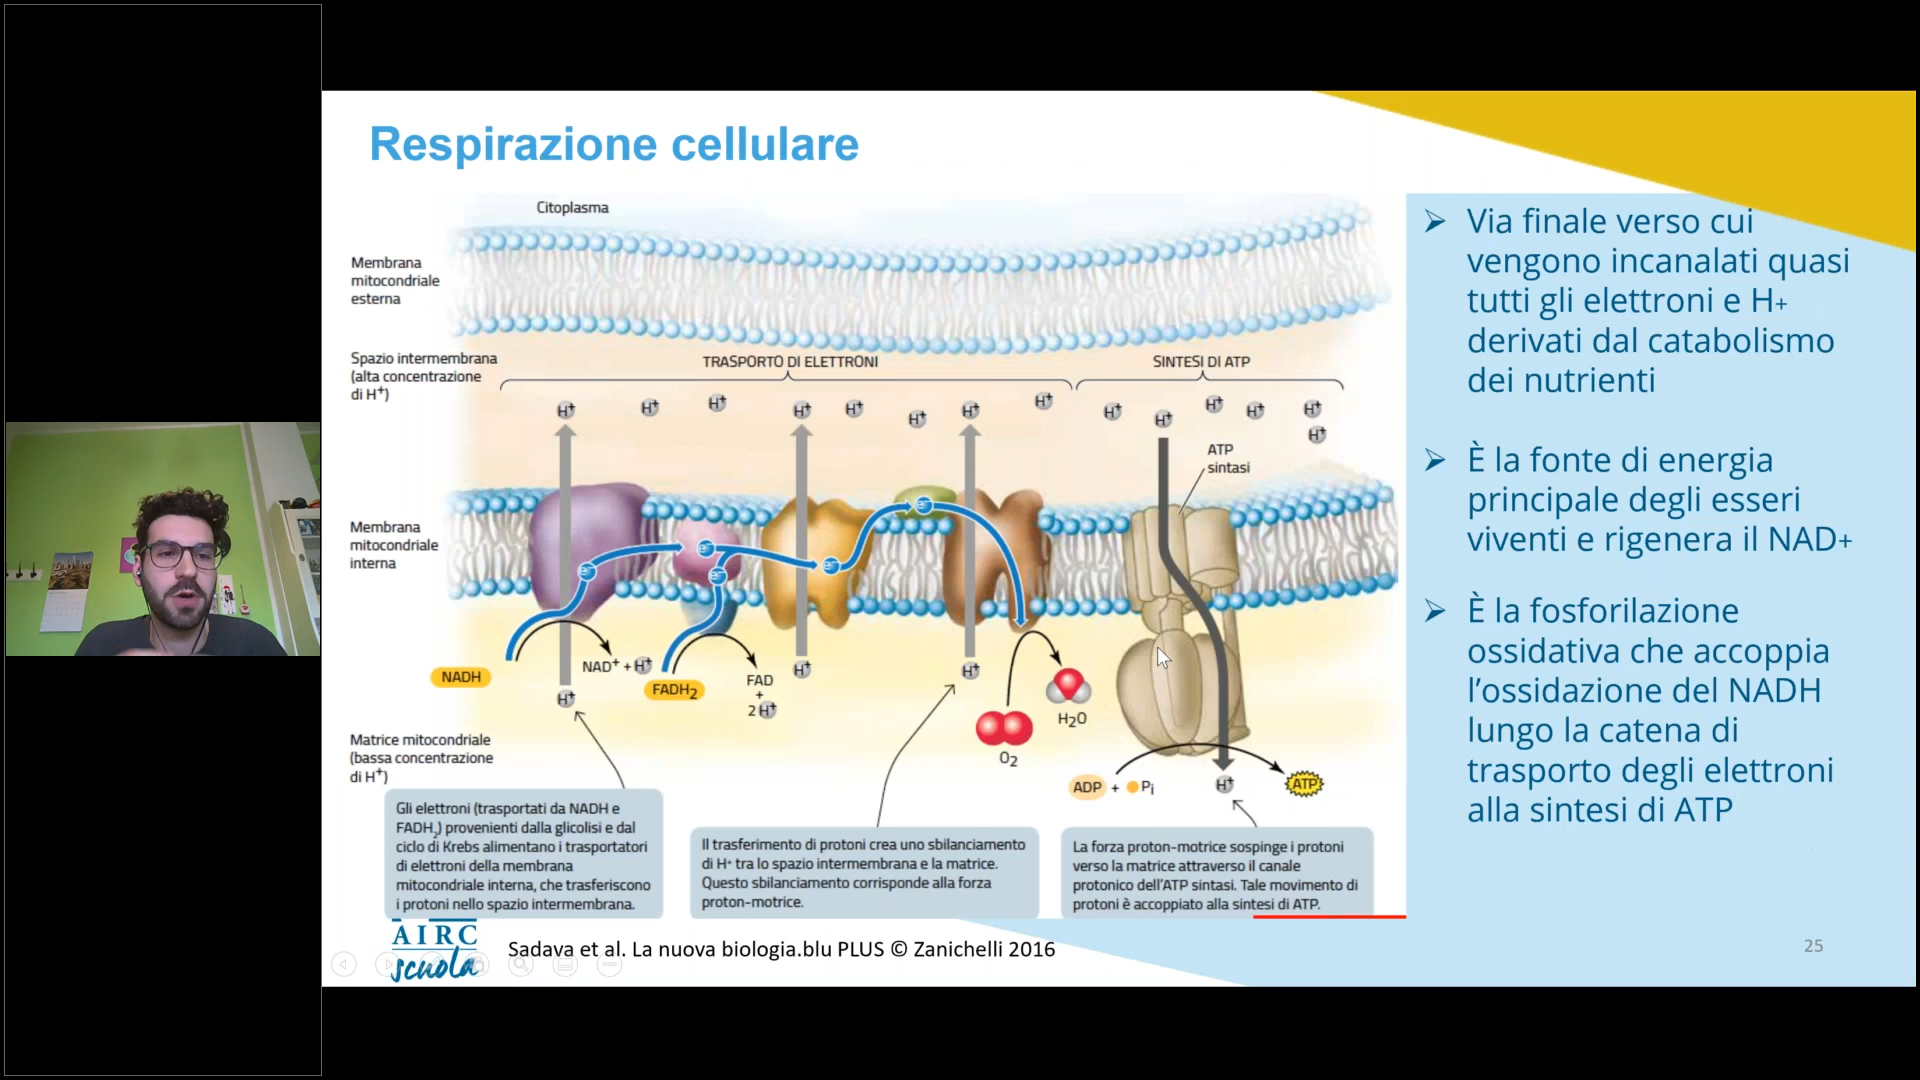 Respirazione cellulare
Citoplasma
Membrana
mitocondriale
esterna
Spazio intermembrana
(alta concentrazione
di H⁺)
TRASPORTO DI ELETTRONI
SINTESI DI ATP
H⁺ H⁺ H⁺ H⁺ H⁺ H⁺ H⁺ H⁺ H⁺ H⁺ H⁺ H⁺ H⁺
H⁺
ATP
sintasi
Membrana
mitocondriale
interna
e⁻ e⁻ e⁻ e⁻ e⁻
NADH
NAD⁺ + H⁺
H⁺
FADH₂
FAD
+
2 H⁺
H⁺
H⁺
O₂
H₂O
ADP + Pi
H⁺
ATP
Matrice mitocondriale
(bassa concentrazione
di H⁺)
Gli elettroni (trasportati da NADH e
FADH₂) provenienti dalla glicolisi e dal
ciclo di Krebs alimentano i trasportatori
di elettroni della membrana
mitocondriale interna, che trasferiscono
i protoni nello spazio intermembrana.
Il trasferimento di protoni crea uno sbilanciamento
di H⁺ tra lo spazio intermembrana e la matrice.
Questo sbilanciamento corrisponde alla forza
proton-motrice.
La forza proton-motrice sospinge i protoni
verso la matrice attraverso il canale
protonico dell'ATP sintasi. Tale movimento di
protoni è accoppiato alla sintesi di ATP.
➢ Via finale verso cui
vengono incanalati quasi
tutti gli elettroni e H+
derivati dal catabolismo
dei nutrienti
➢ È la fonte di energia
principale degli esseri
viventi e rigenera il NAD+
➢ È la fosforilazione
ossidativa che accoppia
l'ossidazione del NADH
lungo la catena di
trasporto degli elettroni
alla sintesi di ATP
AIRC
scuola
Sadava et al. La nuova biologia.blu PLUS © Zanichelli 2016
25